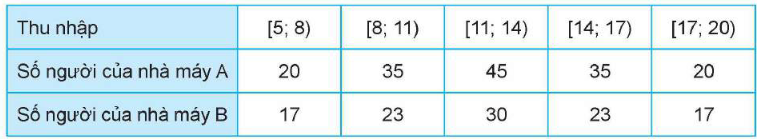 Thu nhập [5; 8) [8; 11) [11; 14) [14; 17) [17; 20)
Số người của nhà máy A 20 35 45 35 20
Số người của nhà máy B 17 23 30 23 17